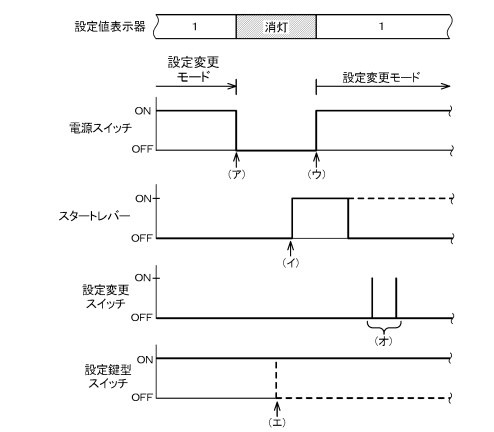 設定値表示器
1
消灯
1
設定変更
モード
設定変更モード
ON
電源スイッチ
OFF
(ア)
(ウ)
ON
スタートレバー
OFF
(イ)
ON
設定変更
スイッチ
OFF
(オ)
ON
設定鍵型
スイッチ
OFF
(エ)